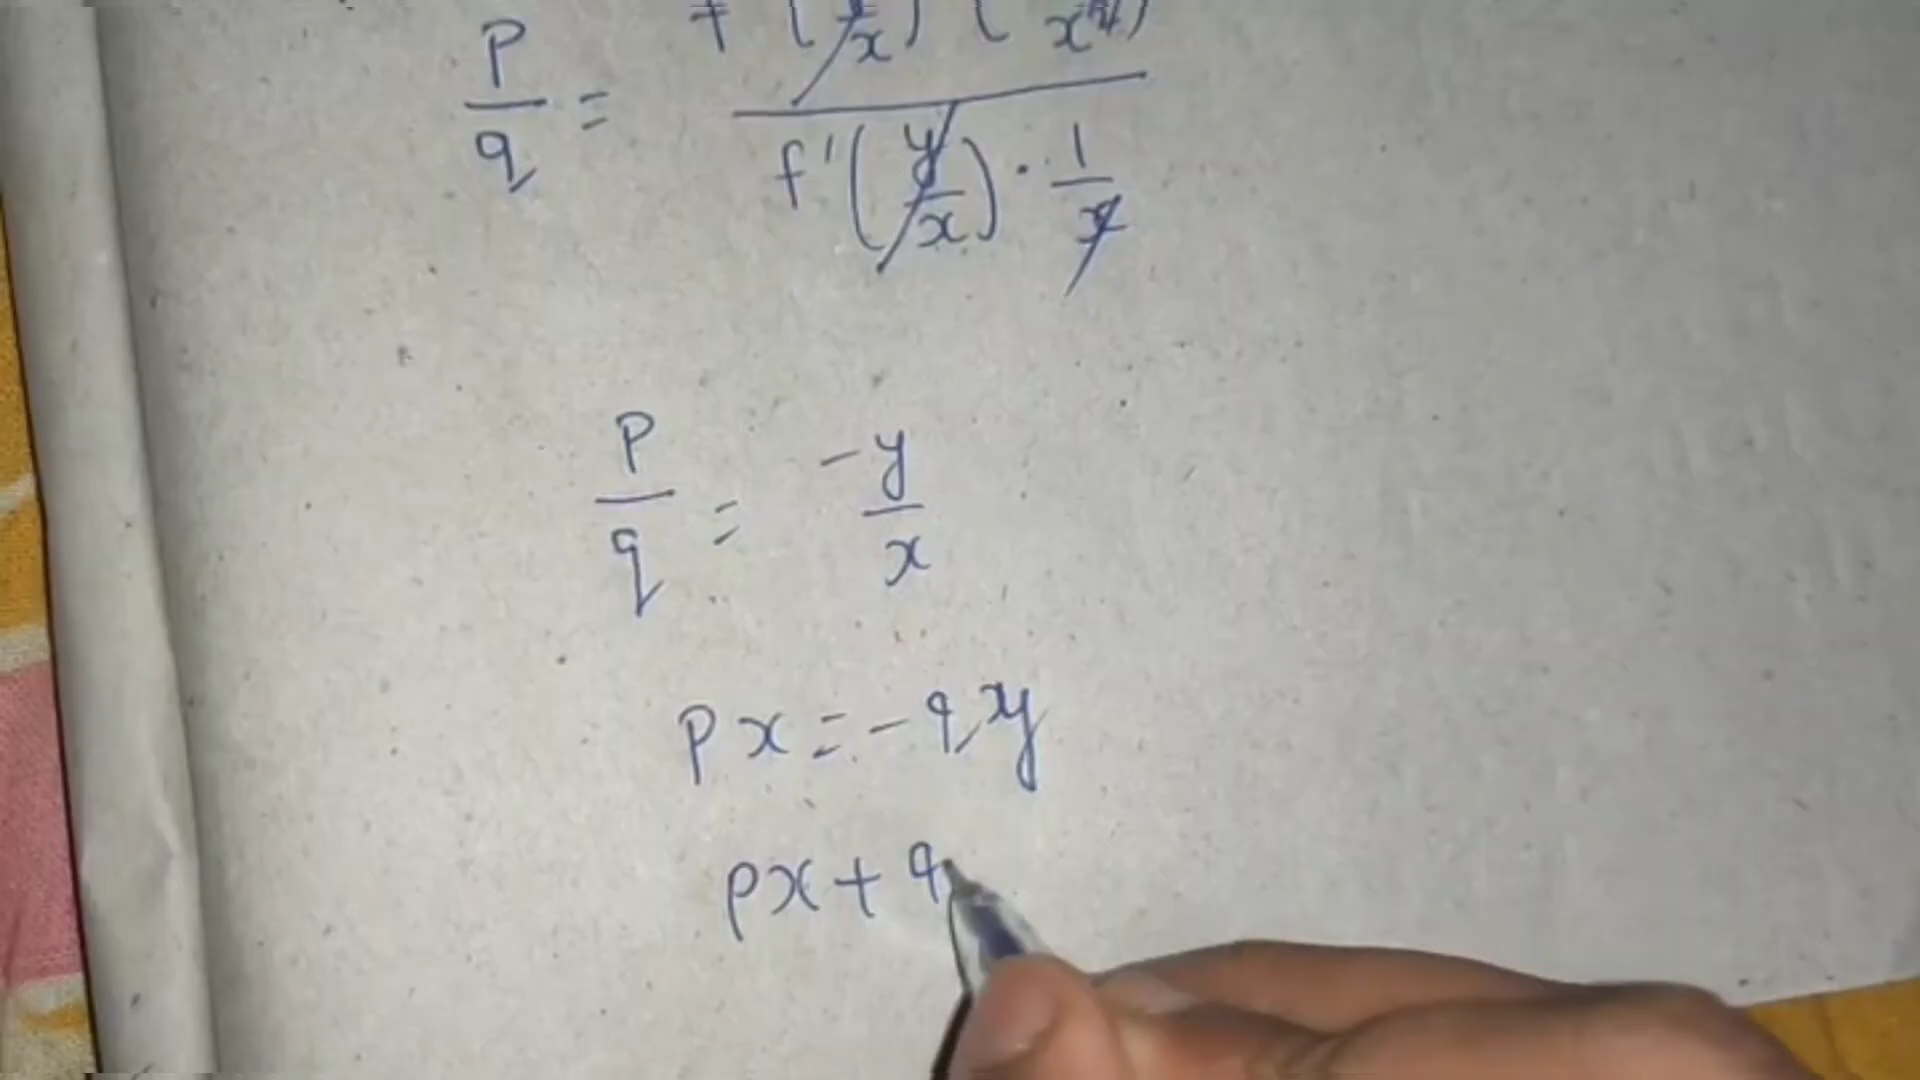 p/q = f'(y/x) ( x²)
f'(y/x) · 1/x
p/q = -y/x
px = -qy
px + q